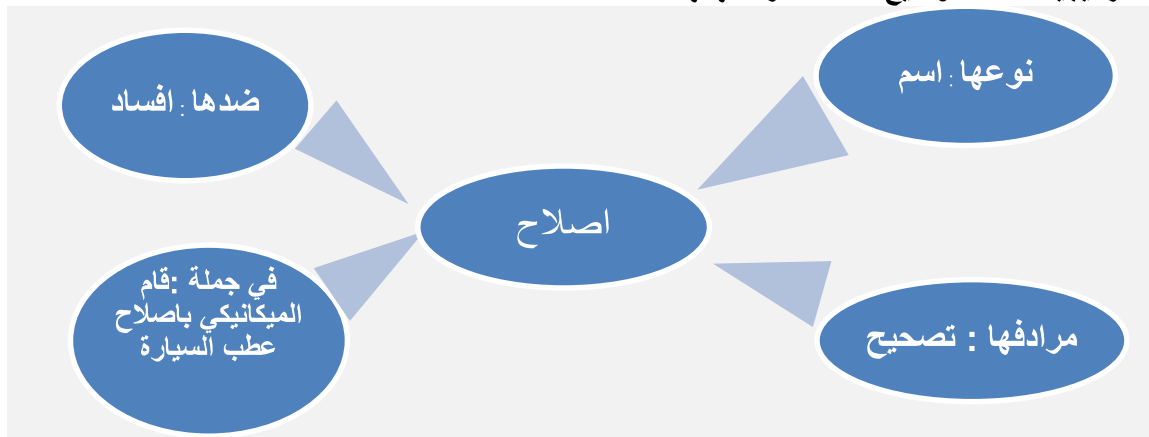 نوعها : اسم
ضدها : افساد
اصلاح
مرادفها : تصحيح
في جملة :قام
الميكانيكي باصلاح
عطب السيارة